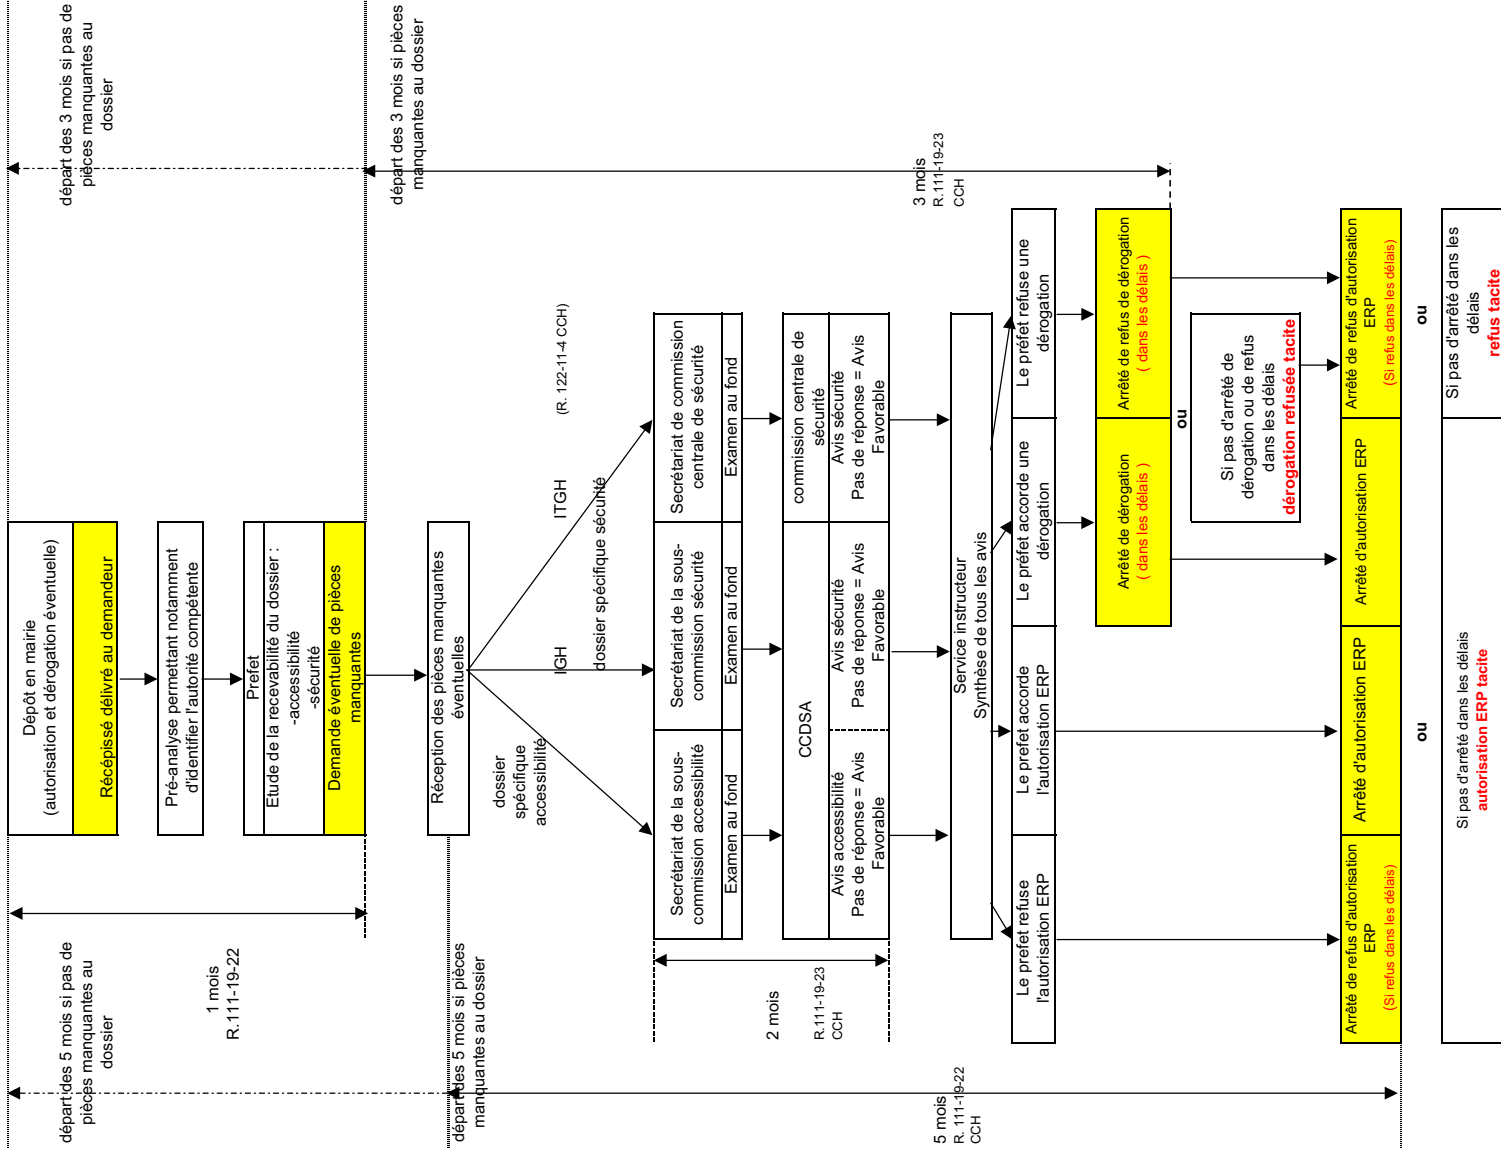 départ des 3 mois si pas de
pièces manquantes au
dossier
départ des 3 mois si pièces
manquantes au dossier
3 mois
R.111-19-23
CCH
Dépôt en mairie
(autorisation et dérogation éventuelle)
Récépissé délivré au demandeur
Pré-analyse permettant notamment
d'identifier l'autorité compétente
Prefet
Etude de la recevabilité du dossier :
-accessibilité
-sécurité
Demande éventuelle de pièces
manquantes
Réception des pièces manquantes
éventuelles
départ des 5 mois si pas de
pièces manquantes au
dossier
1 mois
R.111-19-22
départ des 5 mois si pièces
manquantes au dossier
dossier
spécifique
accessibilité
IGH
ITGH
(R. 122-11-4 CCH)
dossier spécifique sécurité
Secrétariat de la sous-
commission accessibilité
Examen au fond
Secrétariat de la sous-
commission sécurité
Examen au fond
Secrétariat de commission
centrale de sécurité
Examen au fond
2 mois
R.111-19-23
CCH
CCDSA
Avis accessibilité
Pas de réponse = Avis
Favorable
Avis sécurité
Pas de réponse = Avis
Favorable
commission centrale de
sécurité
Avis sécurité
Pas de réponse = Avis
Favorable
Service instructeur
Synthèse de tous les avis
5 mois
R. 111-19-22
CCH
Le prefet refuse
l'autorisation ERP
Le prefet accorde
l'autorisation ERP
Le préfet accorde une
dérogation
Le préfet refuse une
dérogation
Arrêté de dérogation
( dans les délais )
Arrêté de refus de dérogation
( dans les délais )
ou
Si pas d'arrêté de
dérogation ou de refus
dans les délais
dérogation refusée tacite
Arrêté de refus d'autorisation
ERP
(Si refus dans les délais)
Arrêté d'autorisation ERP
Arrêté d'autorisation ERP
Arrêté de refus d'autorisation
ERP
(Si refus dans les délais)
ou
ou
Si pas d'arrêté dans les délais
autorisation ERP tacite
Si pas d'arrêté dans les
délais
refus tacite